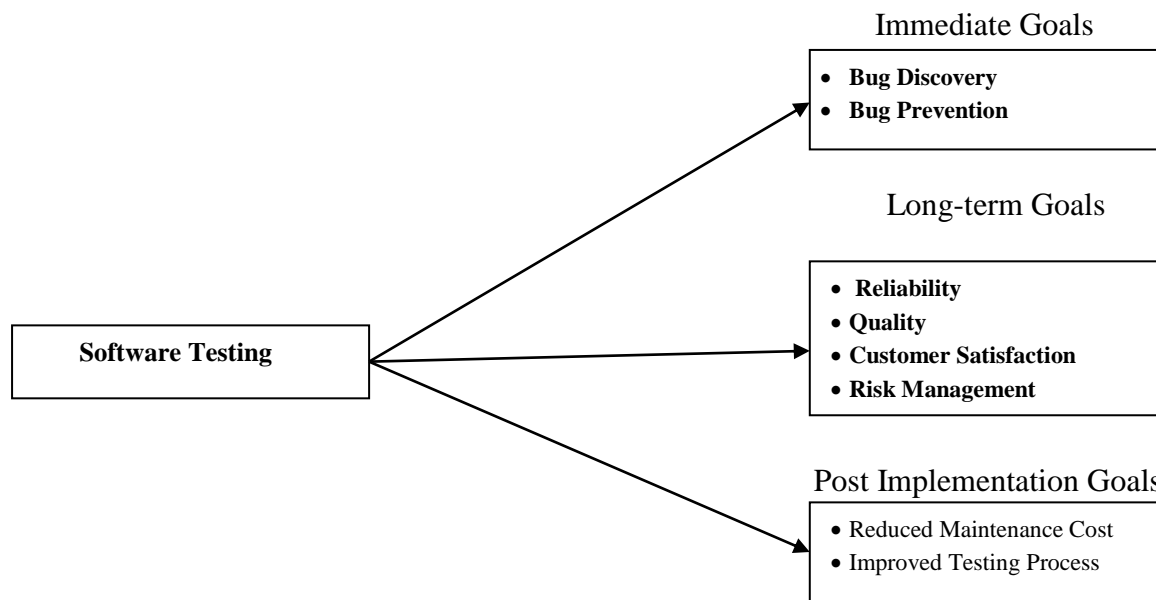 Immediate Goals
• Bug Discovery
• Bug Prevention
Long-term Goals
• Reliability
• Quality
• Customer Satisfaction
• Risk Management
Software Testing
Post Implementation Goals
• Reduced Maintenance Cost
• Improved Testing Process